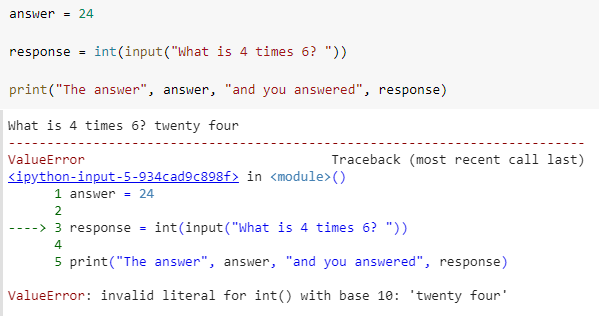 answer = 24
response = int(input("What is 4 times 6? "))
print("The answer", answer, "and you answered", response)
What is 4 times 6? twenty four
---------------------------------------------------------------------------
ValueError                                Traceback (most recent call last)
<ipython-input-5-934cad9c898f> in <module>()
      1 answer = 24
      2
----> 3 response = int(input("What is 4 times 6? "))
      4
      5 print("The answer", answer, "and you answered", response)
ValueError: invalid literal for int() with base 10: 'twenty four'